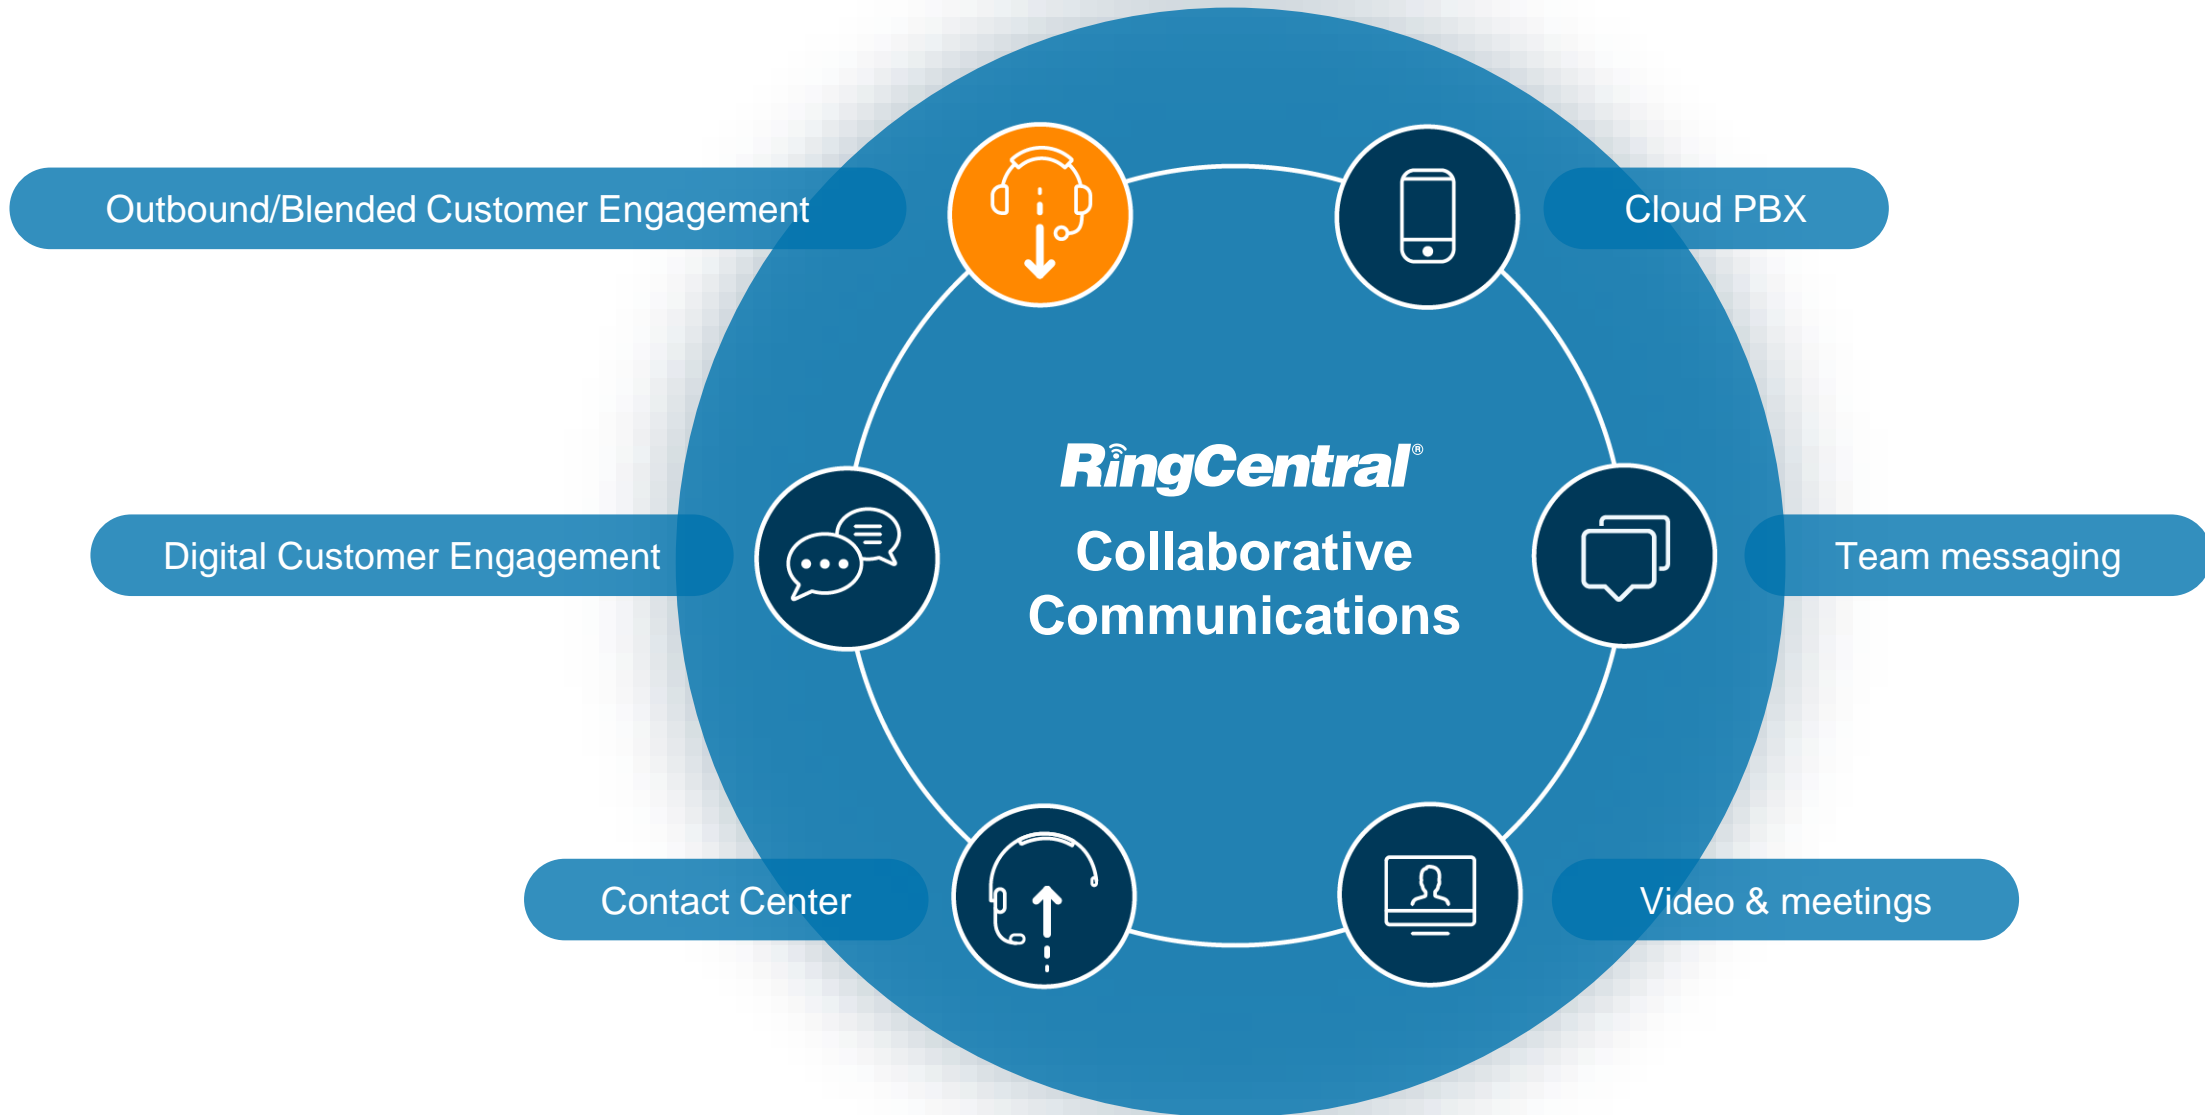 Outbound/Blended Customer Engagement
Cloud PBX
RingCentral®
Collaborative
Communications
Digital Customer Engagement
Team messaging
Contact Center
Video & meetings